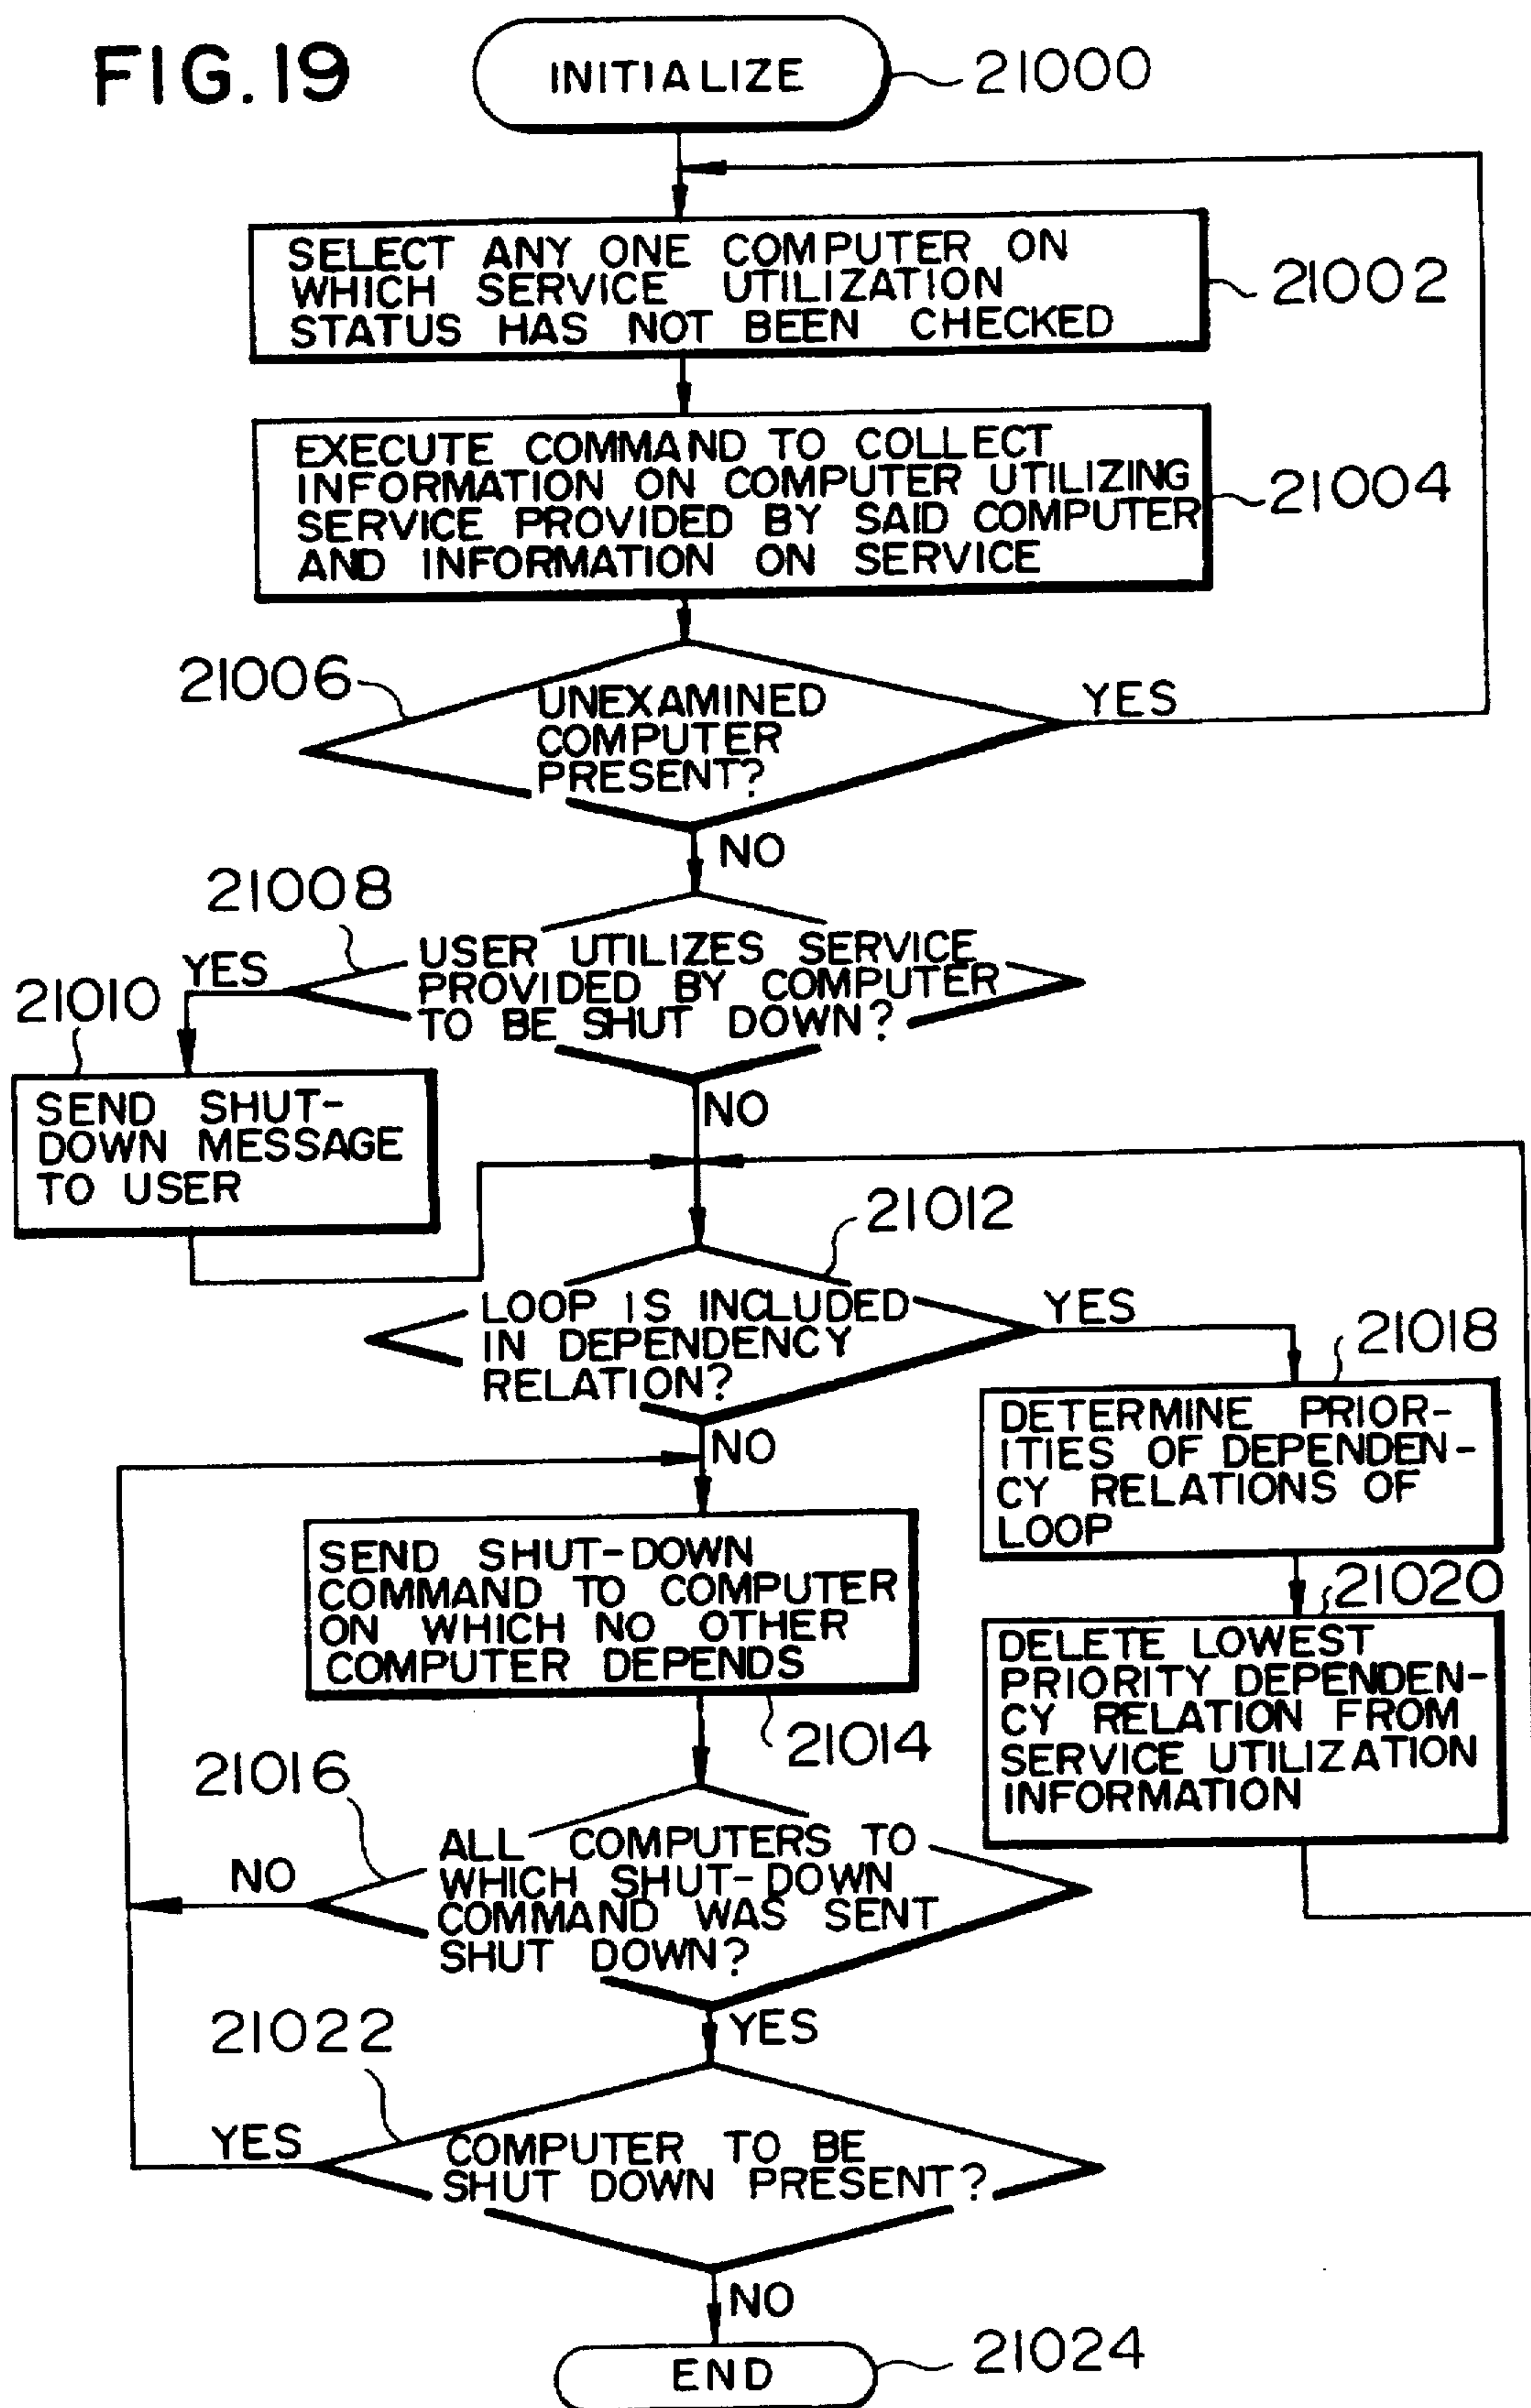 FIG.19
INITIALIZE
21000
SELECT ANY ONE COMPUTER ON
WHICH SERVICE UTILIZATION
STATUS HAS NOT BEEN CHECKED
21002
EXECUTE COMMAND TO COLLECT
INFORMATION ON COMPUTER UTILIZING
SERVICE PROVIDED BY SAID COMPUTER
AND INFORMATION ON SERVICE
21004
21006
UNEXAMINED
COMPUTER
PRESENT?
YES
NO
21008
YES
USER UTILIZES SERVICE
PROVIDED BY COMPUTER
TO BE SHUT DOWN?
21010
NO
SEND SHUT-
DOWN MESSAGE
TO USER
21012
LOOP IS INCLUDED
IN DEPENDENCY
RELATION?
YES
21018
NO
DETERMINE PRIOR-
ITIES OF DEPENDEN-
CY RELATIONS OF
LOOP
SEND SHUT-DOWN
COMMAND TO COMPUTER
ON WHICH NO OTHER
COMPUTER DEPENDS
21014
21020
DELETE LOWEST
PRIORITY DEPENDEN-
CY RELATION FROM
SERVICE UTILIZATION
INFORMATION
21016
NO
ALL COMPUTERS TO
WHICH SHUT-DOWN
COMMAND WAS SENT
SHUT DOWN?
YES
21022
YES
COMPUTER TO BE
SHUT DOWN PRESENT?
NO
END
21024